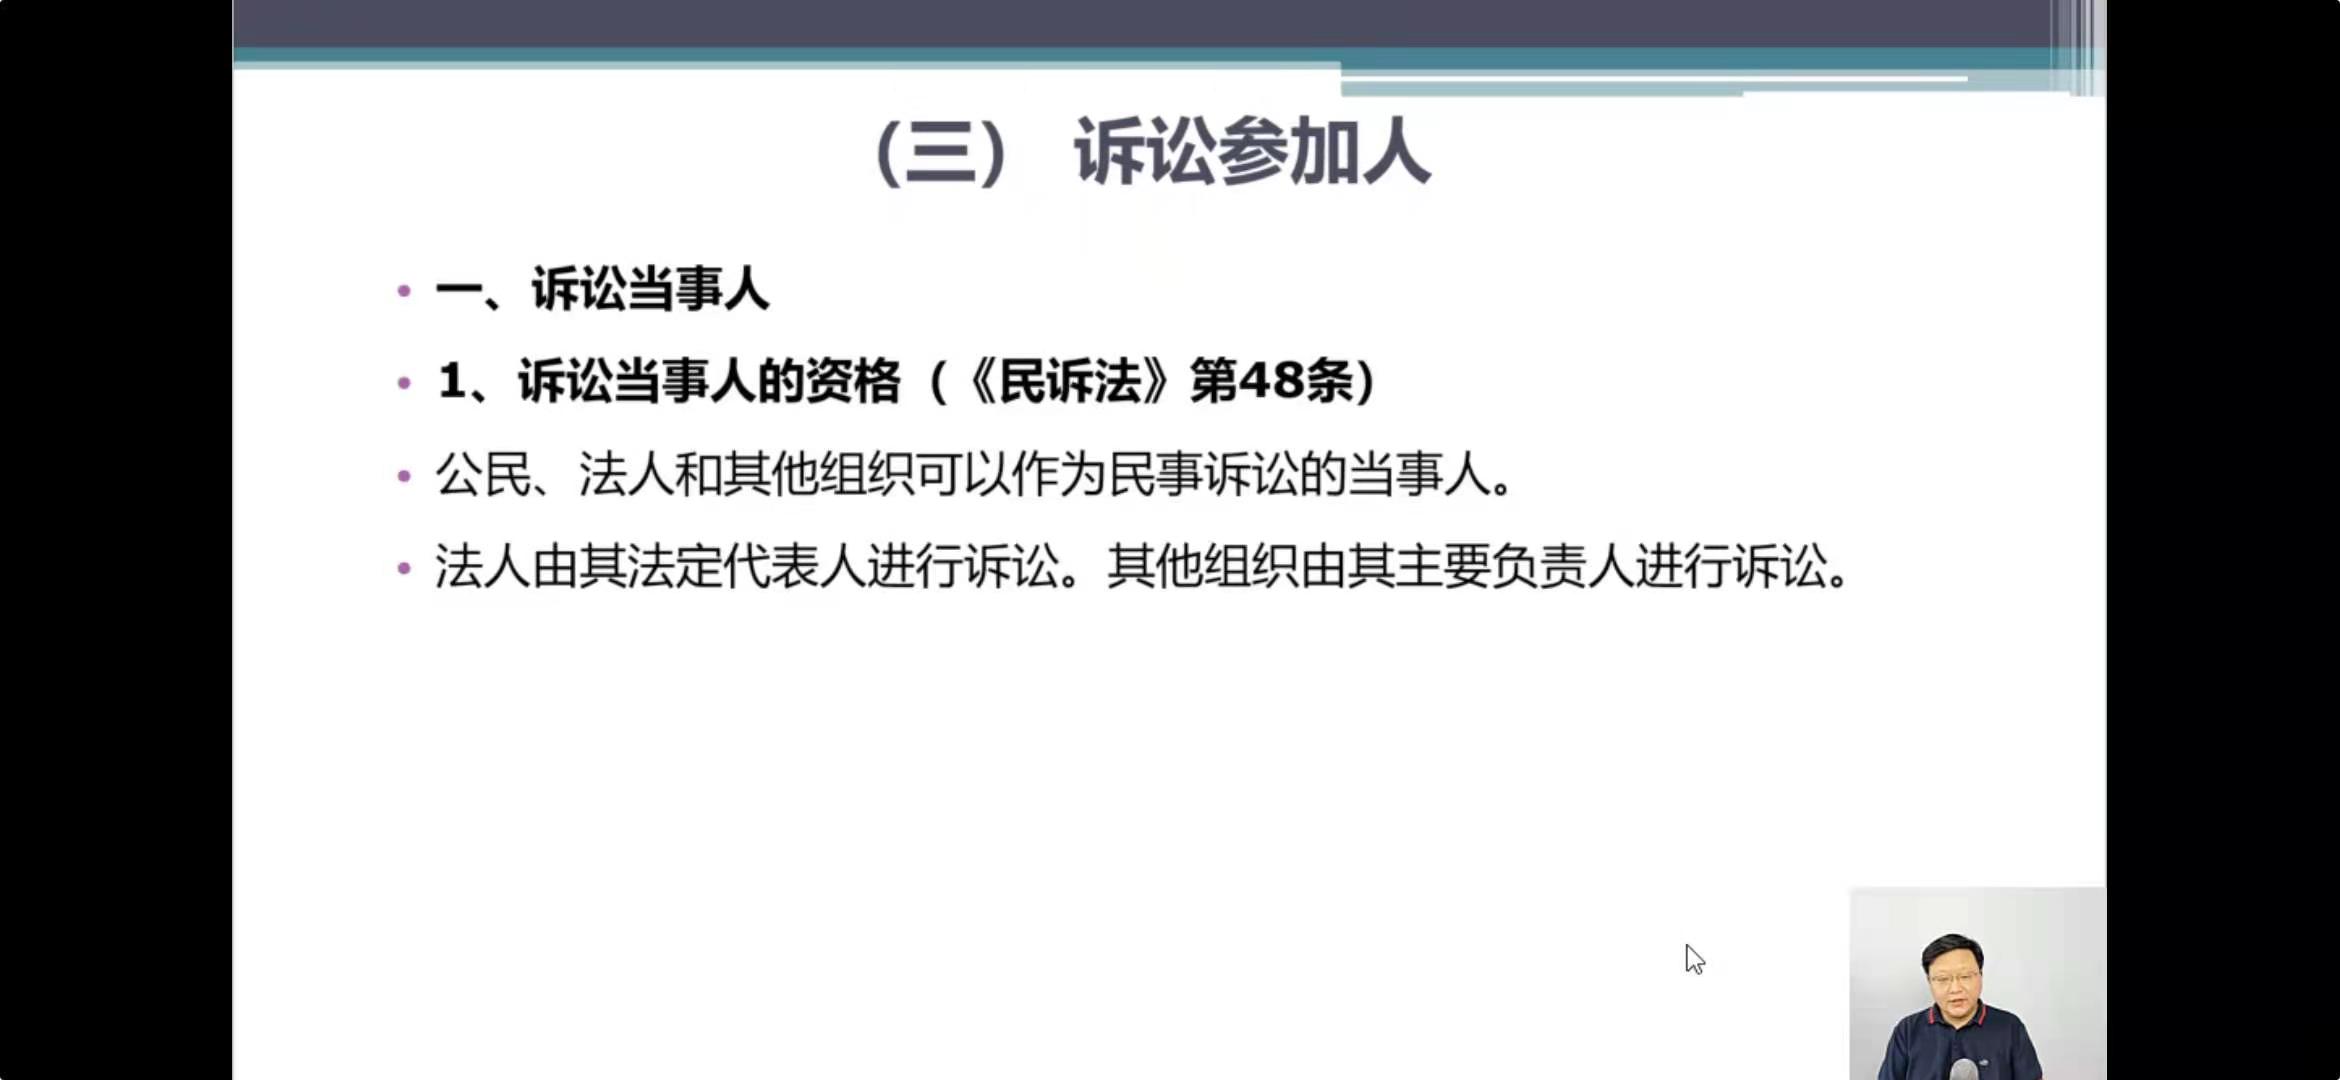 （三） 诉讼参加人
• 一、诉讼当事人
• 1、诉讼当事人的资格（《民诉法》第48条）
• 公民、法人和其他组织可以作为民事诉讼的当事人。
• 法人由其法定代表人进行诉讼。其他组织由其主要负责人进行诉讼。